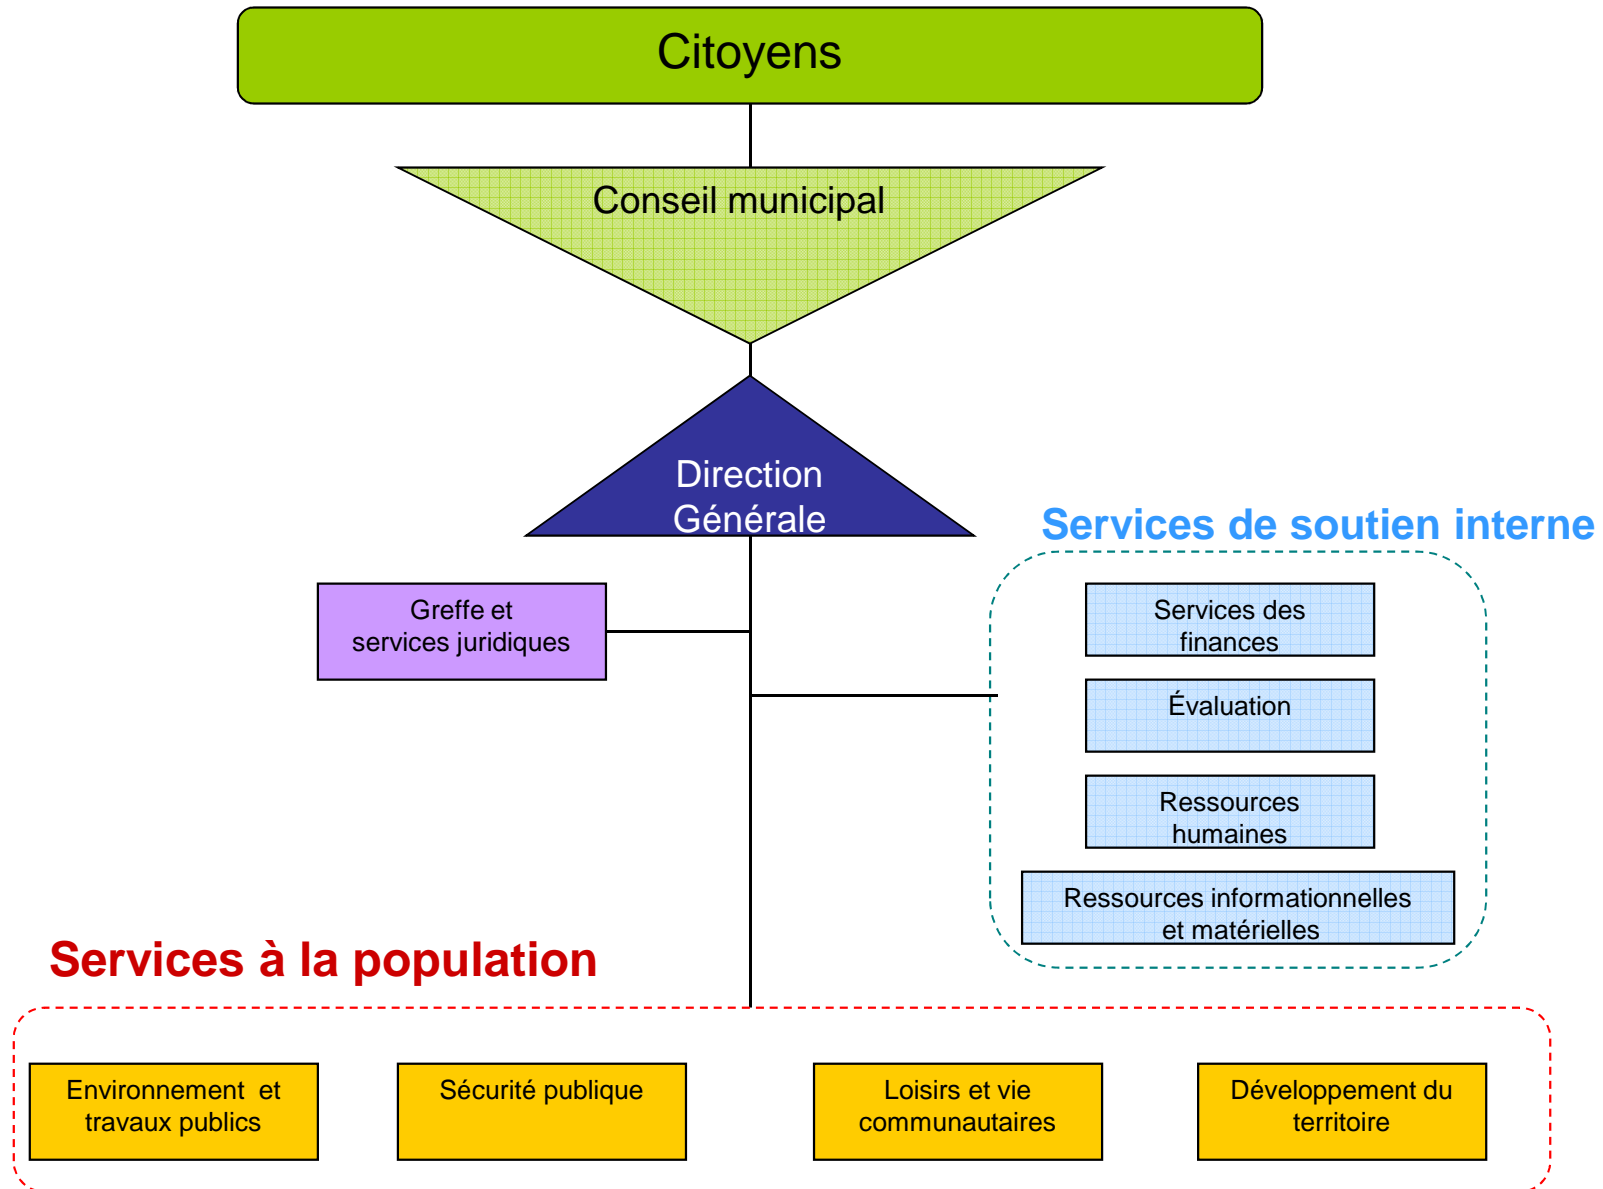 Citoyens
Conseil municipal
Direction
Générale
Services de soutien interne
Greffe et
services juridiques
Services des
finances
Évaluation
Ressources
humaines
Ressources informationnelles
et matérielles
Services à la population
Environnement et
travaux publics
Sécurité publique
Loisirs et vie
communautaires
Développement du
territoire